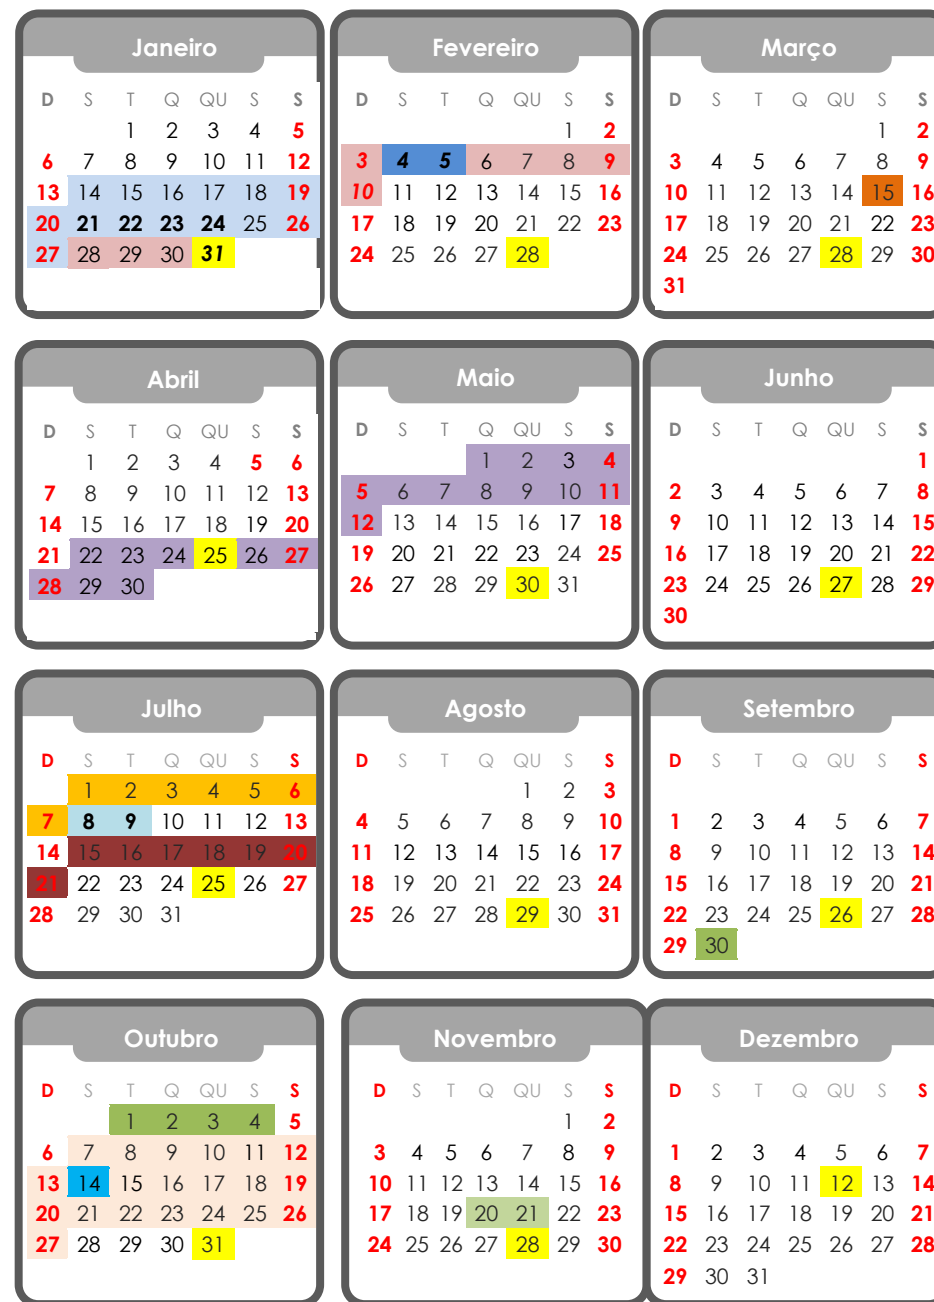 Janeiro
D S T Q QU S S
1 2 3 4 5
6 7 8 9 10 11 12
13 14 15 16 17 18 19
20 21 22 23 24 25 26
27 28 29 30 31
Fevereiro
D S T Q QU S S
1 2
3 4 5 6 7 8 9
10 11 12 13 14 15 16
17 18 19 20 21 22 23
24 25 26 27 28
Março
D S T Q QU S S
1 2
3 4 5 6 7 8 9
10 11 12 13 14 15 16
17 18 19 20 21 22 23
24 25 26 27 28 29 30
31
Abril
D S T Q QU S S
1 2 3 4 5 6
7 8 9 10 11 12 13
14 15 16 17 18 19 20
21 22 23 24 25 26 27
28 29 30
Maio
D S T Q QU S S
1 2 3 4
5 6 7 8 9 10 11
12 13 14 15 16 17 18
19 20 21 22 23 24 25
26 27 28 29 30 31
Junho
D S T Q QU S S
1
2 3 4 5 6 7 8
9 10 11 12 13 14 15
16 17 18 19 20 21 22
23 24 25 26 27 28 29
30
Julho
D S T Q QU S S
1 2 3 4 5 6
7 8 9 10 11 12 13
14 15 16 17 18 19 20
21 22 23 24 25 26 27
28 29 30 31
Agosto
D S T Q QU S S
1 2 3
4 5 6 7 8 9 10
11 12 13 14 15 16 17
18 19 20 21 22 23 24
25 26 27 28 29 30 31
Setembro
D S T Q QU S S
1 2 3 4 5 6 7
8 9 10 11 12 13 14
15 16 17 18 19 20 21
22 23 24 25 26 27 28
29 30
Outubro
D S T Q QU S S
1 2 3 4 5
6 7 8 9 10 11 12
13 14 15 16 17 18 19
20 21 22 23 24 25 26
27 28 29 30 31
Novembro
D S T Q QU S S
1 2
3 4 5 6 7 8 9
10 11 12 13 14 15 16
17 18 19 20 21 22 23
24 25 26 27 28 29 30
Dezembro
D S T Q QU S S
1 2 3 4 5 6 7
8 9 10 11 12 13 14
15 16 17 18 19 20 21
22 23 24 25 26 27 28
29 30 31